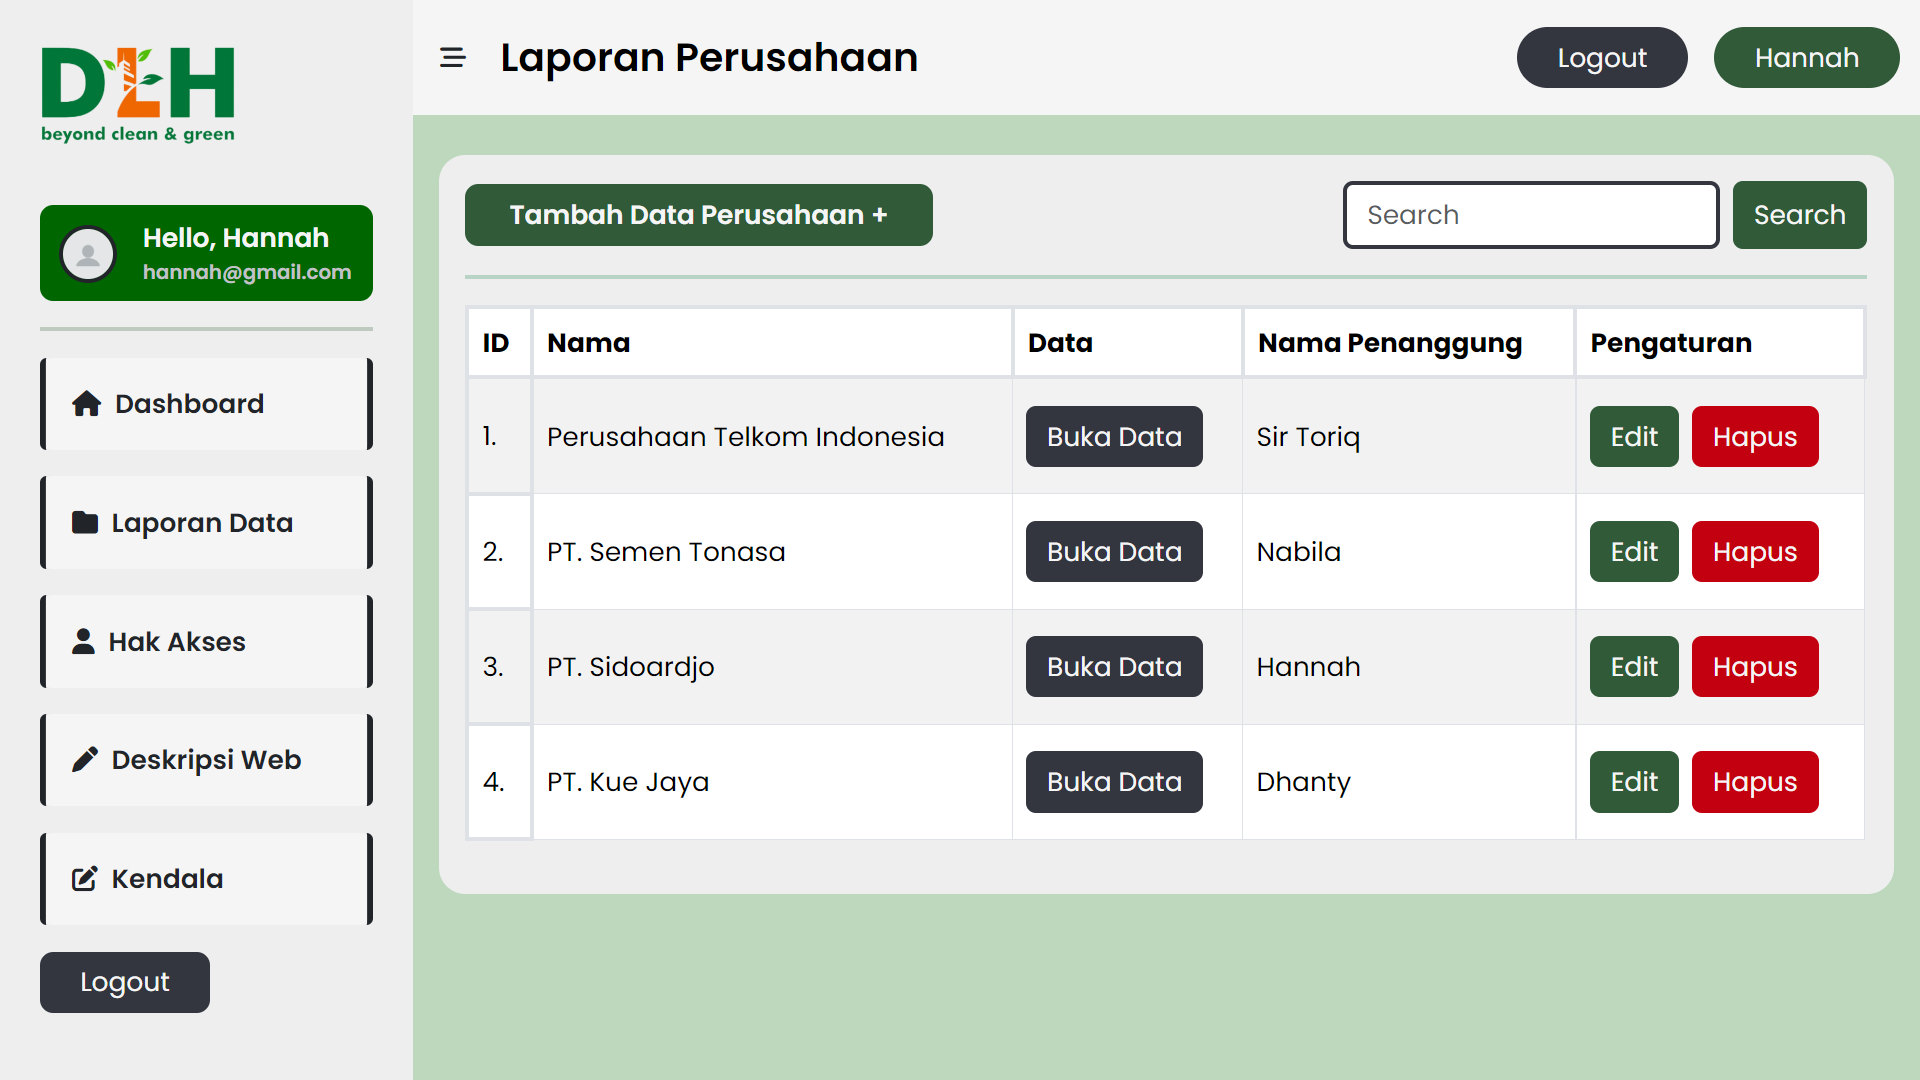 DLH
beyond clean & green
Hello, Hannah
hannah@gmail.com
Dashboard
Laporan Data
Hak Akses
Deskripsi Web
Kendala
Logout
Laporan Perusahaan
Logout
Hannah
Tambah Data Perusahaan +
Search
Search
ID Nama Data Nama Penanggung Pengaturan
1. Perusahaan Telkom Indonesia Buka Data Sir Toriq Edit Hapus
2. PT. Semen Tonasa Buka Data Nabila Edit Hapus
3. PT. Sidoardjo Buka Data Hannah Edit Hapus
4. PT. Kue Jaya Buka Data Dhanty Edit Hapus